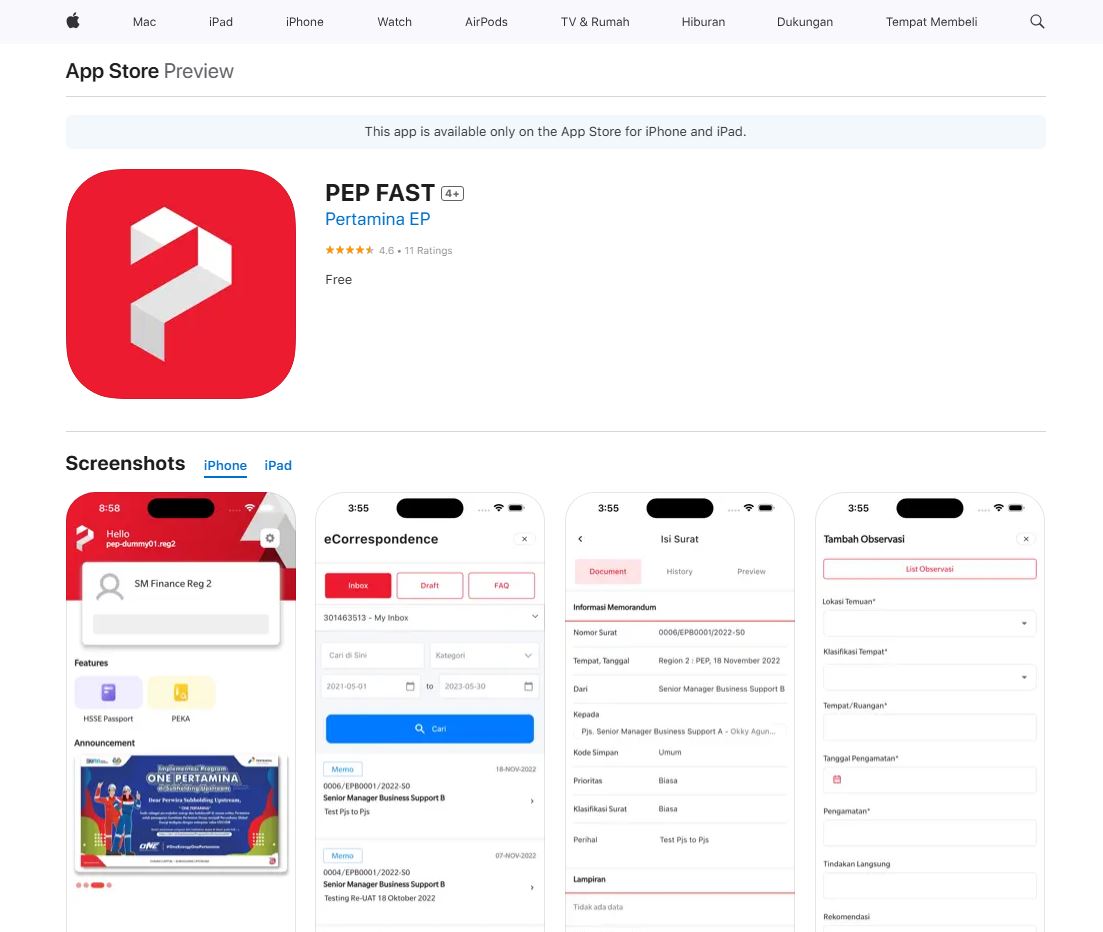 Mac
iPad
iPhone
Watch
AirPods
TV & Rumah
Hiburan
Dukungan
Tempat Membeli
App Store Preview
This app is available only on the App Store for iPhone and iPad.
PEP FAST 4+
Pertamina EP
4.6 • 11 Ratings
Free
Screenshots iPhone iPad
8:58
Hello
pep-dummy01.reg2
SM Finance Reg 2
Features
HSSE Passport
PEKA
Announcement
Implementasi Program
ONE PERTAMINA
di Subholding Upstream
Dear Perwira Subholding Upstream,
#OneEnergyOnePertamina
3:55
eCorrespondence
Inbox
Draft
FAQ
301463513 - My Inbox
Cari di Sini
Kategori
2021-05-01 to 2023-05-30
Cari
Memo 18-NOV-2022
0006/EPB0001/2022-S0
Senior Manager Business Support B
Test Pjs to Pjs
Memo 07-NOV-2022
0004/EPB0001/2022-S0
Senior Manager Business Support B
Testing Re-UAT 18 Oktober 2022
3:55
Isi Surat
Document
History
Preview
Informasi Memorandum
Nomor Surat 0006/EPB0001/2022-S0
Tempat, Tanggal Region 2 : PEP, 18 November 2022
Dari Senior Manager Business Support B
Kepada
Pjs. Senior Manager Business Support A - Okky Agun...
Kode Simpan Umum
Prioritas Biasa
Klasifikasi Surat Biasa
Perihal Test Pjs to Pjs
Lampiran
Tidak ada data
3:55
Tambah Observasi
List Observasi
Lokasi Temuan*
Klasifikasi Tempat*
Tempat/Ruangan*
Tanggal Pengamatan*
Pengamatan*
Tindakan Langsung
Rekomendasi